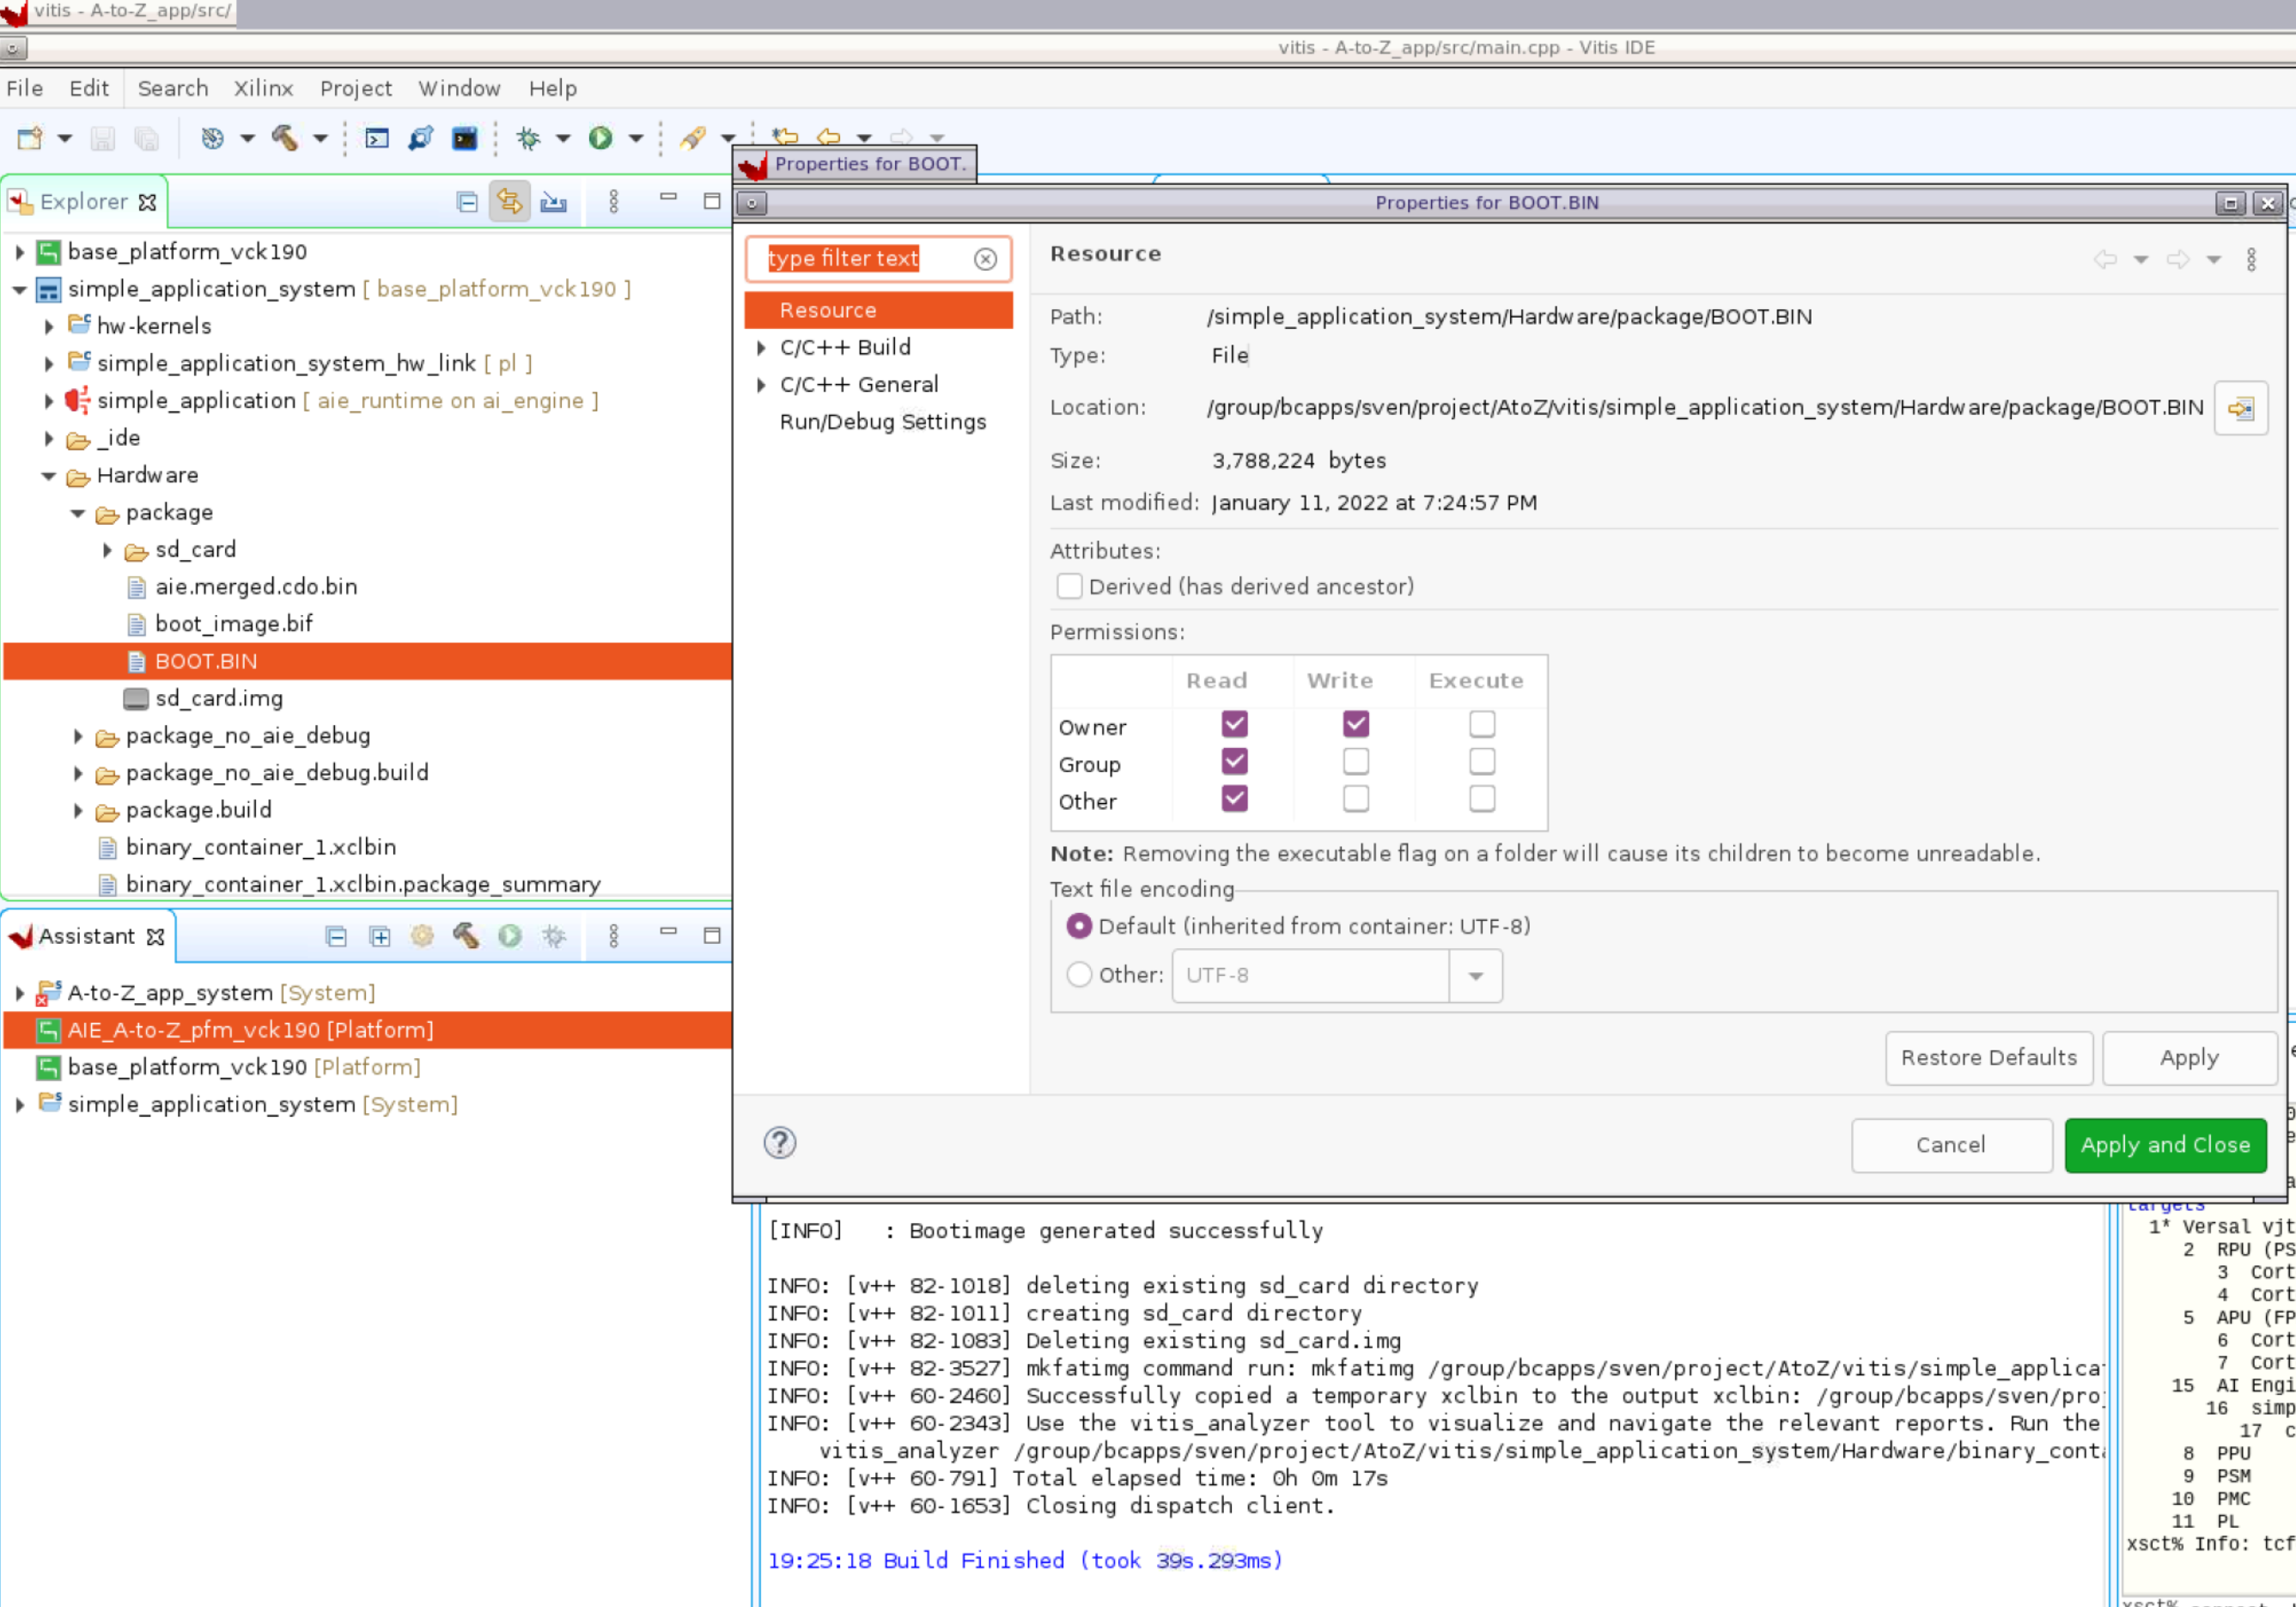 vitis - A-to-Z_app/src/
vitis - A-to-Z_app/src/main.cpp - Vitis IDE
File Edit Search Xilinx Project Window Help
Explorer
base_platform_vck190
simple_application_system [ base_platform_vck190 ]
hw-kernels
simple_application_system_hw_link [ pl ]
simple_application [ aie_runtime on ai_engine ]
_ide
Hardware
package
sd_card
aie.merged.cdo.bin
boot_image.bif
BOOT.BIN
sd_card.img
package_no_aie_debug
package_no_aie_debug.build
package.build
binary_container_1.xclbin
binary_container_1.xclbin.package_summary
Assistant
A-to-Z_app_system [System]
AIE_A-to-Z_pfm_vck190 [Platform]
base_platform_vck190 [Platform]
simple_application_system [System]
Properties for BOOT.
Properties for BOOT.BIN
type filter text
Resource
C/C++ Build
C/C++ General
Run/Debug Settings
Resource
Path: /simple_application_system/Hardware/package/BOOT.BIN
Type: File
Location: /group/bcapps/sven/project/AtoZ/vitis/simple_application_system/Hardware/package/BOOT.BIN
Size: 3,788,224 bytes
Last modified: January 11, 2022 at 7:24:57 PM
Attributes:
Derived (has derived ancestor)
Permissions:
Read Write Execute
Owner
Group
Other
Note: Removing the executable flag on a folder will cause its children to become unreadable.
Text file encoding
Default (inherited from container: UTF-8)
Other: UTF-8
Restore Defaults Apply
Cancel Apply and Close
[INFO] : Bootimage generated successfully
INFO: [v++ 82-1018] deleting existing sd_card directory
INFO: [v++ 82-1011] creating sd_card directory
INFO: [v++ 82-1083] Deleting existing sd_card.img
INFO: [v++ 82-3527] mkfatimg command run: mkfatimg /group/bcapps/sven/project/AtoZ/vitis/simple_applica
INFO: [v++ 60-2460] Successfully copied a temporary xclbin to the output xclbin: /group/bcapps/sven/pro
INFO: [v++ 60-2343] Use the vitis_analyzer tool to visualize and navigate the relevant reports. Run the
vitis_analyzer /group/bcapps/sven/project/AtoZ/vitis/simple_application_system/Hardware/binary_cont
INFO: [v++ 60-791] Total elapsed time: 0h 0m 17s
INFO: [v++ 60-1653] Closing dispatch client.
19:25:18 Build Finished (took 39s.293ms)
targets
1* Versal vjt
2 RPU (PS
3 Cort
4 Cort
5 APU (FP
6 Cort
7 Cort
15 AI Engi
16 simp
17 c
8 PPU
9 PSM
10 PMC
11 PL
xsct% Info: tcf